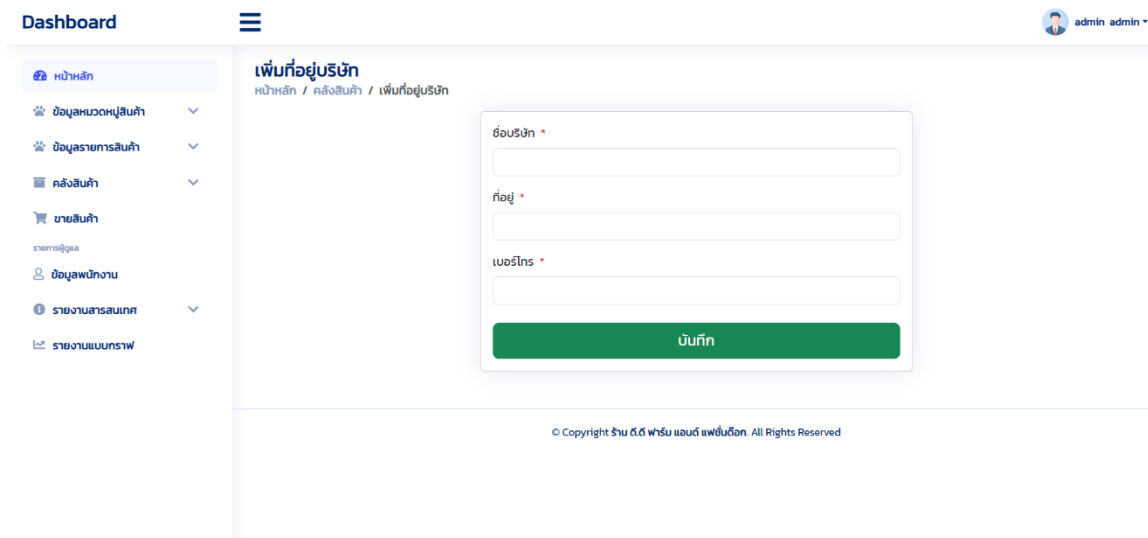 Dashboard
admin admin
หน้าหลัก
ข้อมูลหมวดหมู่สินค้า
ข้อมูลรายการสินค้า
คลังสินค้า
ขายสินค้า
รายการผู้ดูแล
ข้อมูลพนักงาน
รายงานสารสนเทศ
รายงานแบบกราฟ
เพิ่มที่อยู่บริษัท
หน้าหลัก / คลังสินค้า / เพิ่มที่อยู่บริษัท
ชื่อบริษัท *
ที่อยู่ *
เบอร์โทร *
บันทึก
© Copyright ร้าน ดี.ดี ฟาร์ม แอนด์ แฟชั่นด๊อก. All Rights Reserved